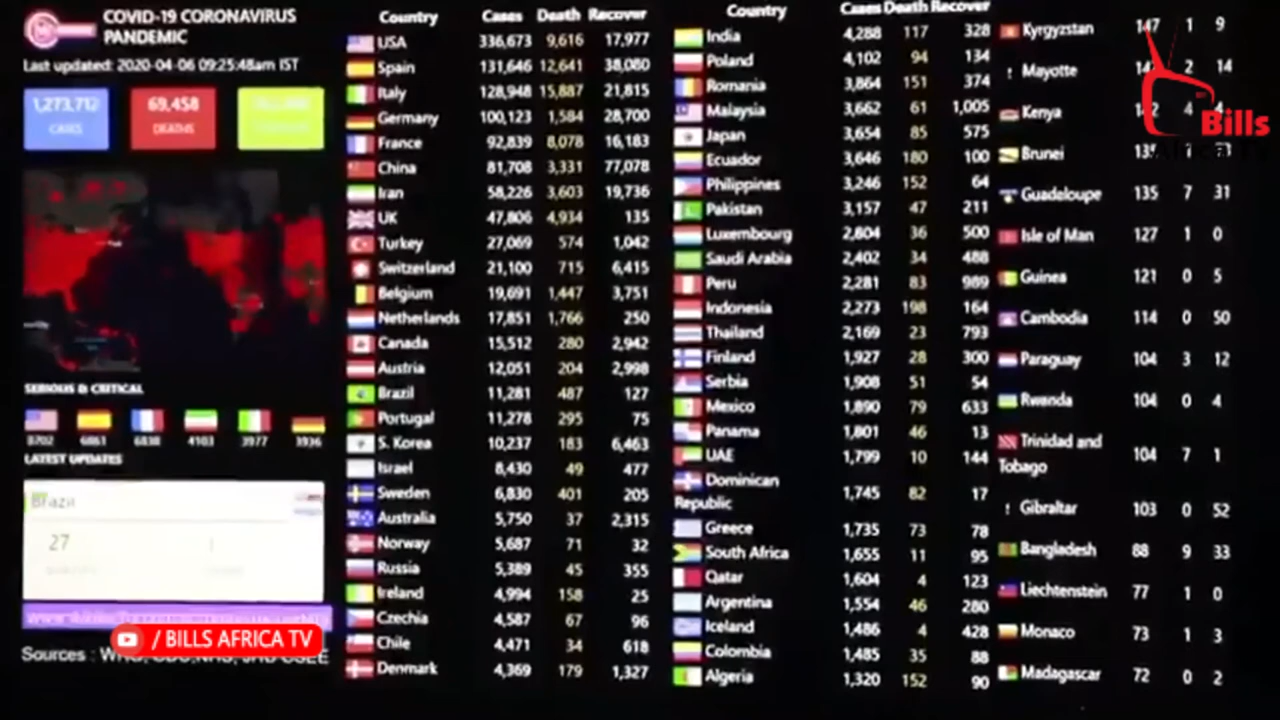 COVID-19 CORONAVIRUS
PANDEMIC
Last updated: 2020-04-06 09:25:48am IST
1,273,712
CASES
69,458
DEATHS
SERIOUS & CRITICAL
8702 6861 6838 4103 3977 3936
LATEST UPDATES
Brazil
27
/ BILLS AFRICA TV
Sources : WHO, CDC, NHS,
Country Cases Death Recover
USA 336,673 9,616 17,977
Spain 131,646 12,641 38,080
Italy 128,948 15,887 21,815
Germany 100,123 1,584 28,700
France 92,839 8,078 16,183
China 81,708 3,331 77,078
Iran 58,226 3,603 19,736
UK 47,806 4,934 135
Turkey 27,069 574 1,042
Switzerland 21,100 715 6,415
Belgium 19,691 1,447 3,751
Netherlands 17,851 1,766 250
Canada 15,512 280 2,942
Austria 12,051 204 2,998
Brazil 11,281 487 127
Portugal 11,278 295 75
S. Korea 10,237 183 6,463
Israel 8,430 49 477
Sweden 6,830 401 205
Australia 5,750 37 2,315
Norway 5,687 71 32
Russia 5,389 45 355
Ireland 4,994 158 25
Czechia 4,587 67 96
Chile 4,471 34 618
Denmark 4,369 179 1,327
Country Cases Death Recover
India 4,288 117 328
Poland 4,102 94 134
Romania 3,864 151 374
Malaysia 3,662 61 1,005
Japan 3,654 85 575
Ecuador 3,646 180 100
Philippines 3,246 152 64
Pakistan 3,157 47 211
Luxembourg 2,804 36 500
Saudi Arabia 2,402 34 488
Peru 2,281 83 989
Indonesia 2,273 198 164
Thailand 2,169 23 793
Finland 1,927 28 300
Serbia 1,908 51 54
Mexico 1,890 79 633
Panama 1,801 46 13
UAE 1,799 10 144
Dominican
Republic 1,745 82 17
Greece 1,735 73 78
South Africa 1,655 11 95
Qatar 1,604 4 123
Argentina 1,554 46 280
Iceland 1,486 4 428
Colombia 1,485 35 88
Algeria 1,320 152 90
Kyrgyzstan 147 1 9
Mayotte 2 14
Kenya 4
Brunei
Guadeloupe 135 7 31
Isle of Man 127 1 0
Guinea 121 0 5
Cambodia 114 0 50
Paraguay 104 3 12
Rwanda 104 0 4
Trinidad and
Tobago 104 7 1
Gibraltar 103 0 52
Bangladesh 88 9 33
Liechtenstein 77 1 0
Monaco 73 1 3
Madagascar 72 0 2
Bills
Africa TV